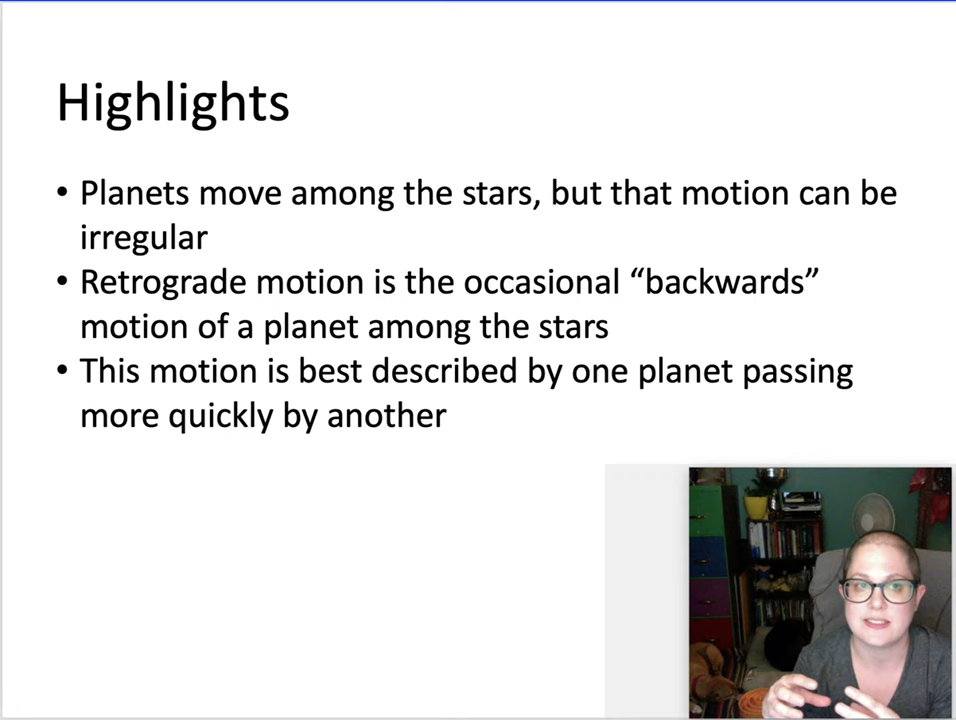 Highlights
• Planets move among the stars, but that motion can be
irregular
• Retrograde motion is the occasional “backwards”
motion of a planet among the stars
• This motion is best described by one planet passing
more quickly by another